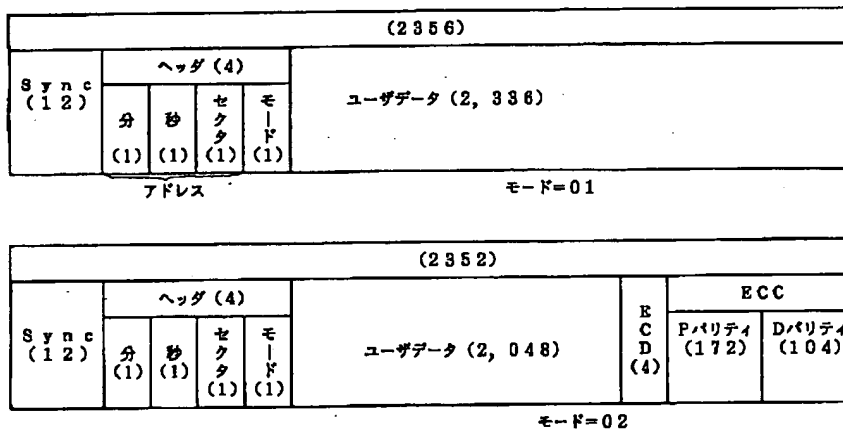 (2356)
Sync
(12)
ヘッダ(4)
分
(1)
秒
(1)
セクタ
(1)
モード
(1)
ユーザデータ(2,336)
アドレス
モード=01
(2352)
Sync
(12)
ヘッダ(4)
分
(1)
秒
(1)
セクタ
(1)
モード
(1)
ユーザデータ(2,048)
ECD
(4)
ECC
Pパリティ
(172)
Dパリティ
(104)
モード=02